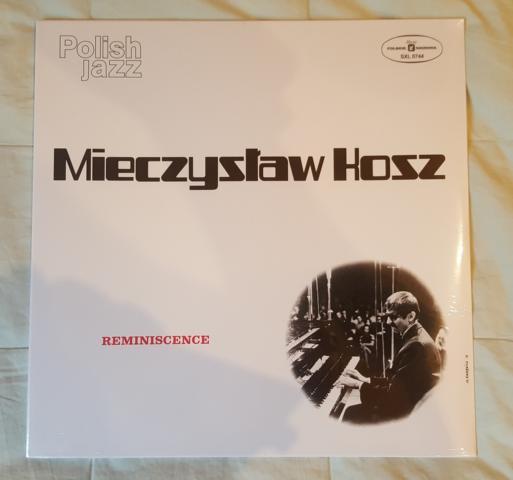 Polish
jazz
POLSKIE NAGRANIA
SXL 0744
Mieczysław Kosz
REMINISCENCE